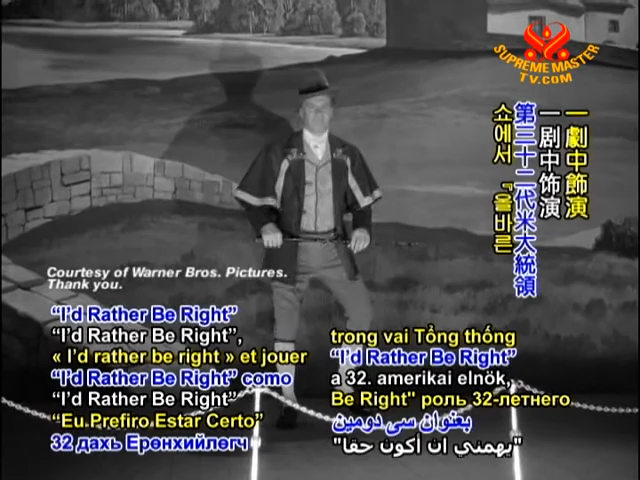 SUPREME MASTER
TV.COM
一劇中飾演
一剧中饰演
第三十二代米大統領
쇼에서 『올바른
Courtesy of Warner Bros. Pictures.
Thank you.
“I’d Rather Be Right”
“I’d Rather Be Right”,
« I’d rather be right » et jouer
“I’d Rather Be Right” como
“I’d Rather Be Right”
“Eu Prefiro Estar Certo”
32 дахь Ерөнхийлөгч
trong vai Tổng thống
“I’d Rather Be Right”
a 32. amerikai elnök,
Be Right" роль 32-летнего
بعنوان سی دومین
"يهمني ان أكون حقا"